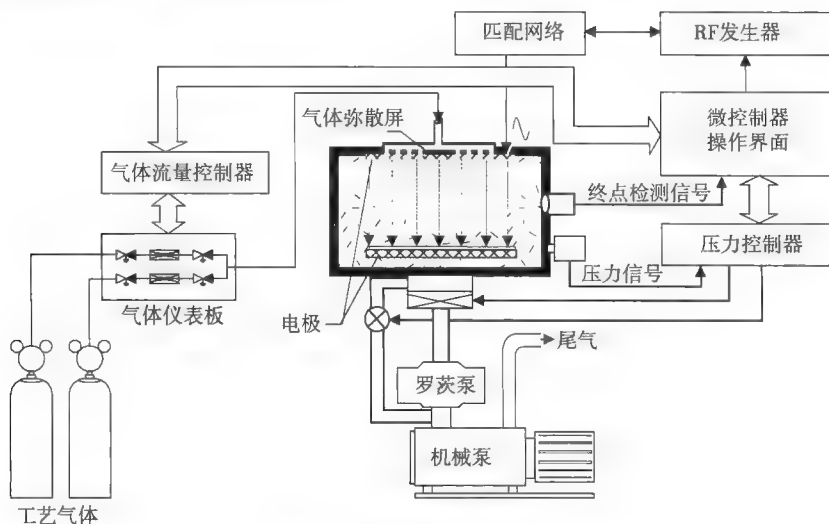 匹配网络
RF发生器
气体弥散屏
微控制器
操作界面
气体流量控制器
终点检测信号
压力控制器
压力信号
气体仪表板
电极
尾气
罗茨泵
机械泵
工艺气体